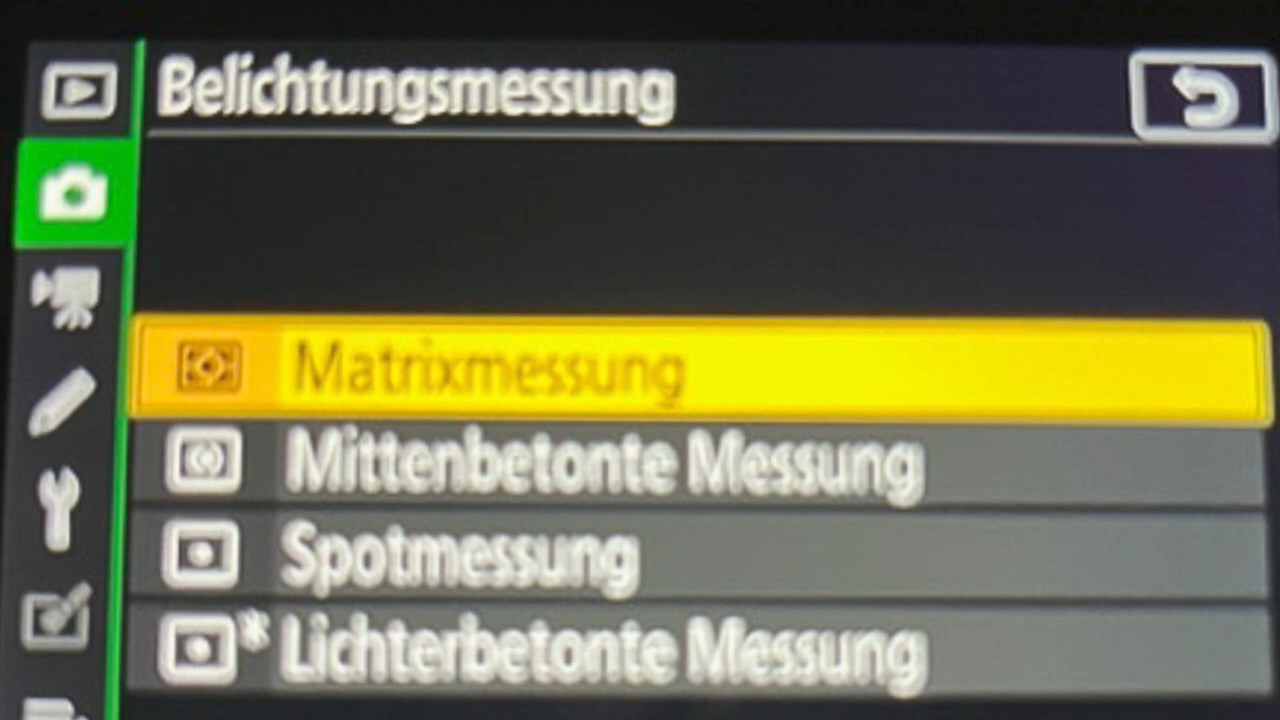 Belichtungsmessung
Matrixmessung
Mittenbetonte Messung
Spotmessung
Lichterbetonte Messung